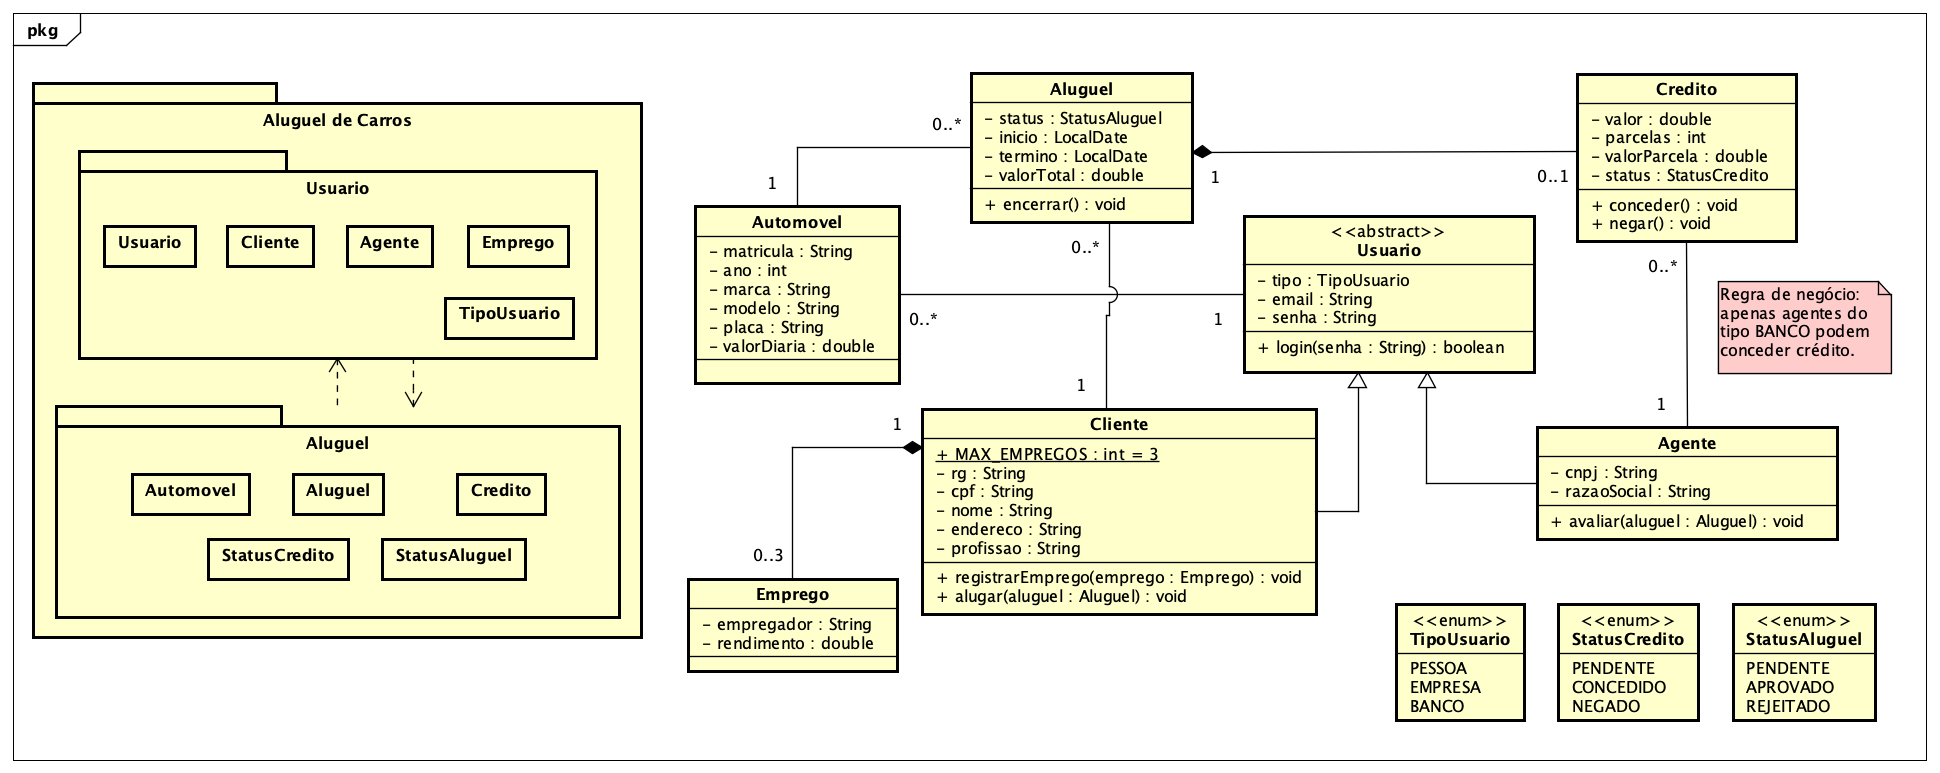 pkg
Aluguel de Carros
Usuario
Usuario
Cliente
Agente
Emprego
TipoUsuario
Aluguel
Automovel
Aluguel
Credito
StatusCredito
StatusAluguel
Aluguel
- status : StatusAluguel
- inicio : LocalDate
- termino : LocalDate
- valorTotal : double
+ encerrar() : void
0..*
1
1
0..1
Credito
- valor : double
- parcelas : int
- valorParcela : double
- status : StatusCredito
+ conceder() : void
+ negar() : void
Automovel
- matricula : String
- ano : int
- marca : String
- modelo : String
- placa : String
- valorDiaria : double
0..*
1
0..*
1
<<abstract>>
Usuario
- tipo : TipoUsuario
- email : String
- senha : String
+ login(senha : String) : boolean
0..*
1
Regra de negócio:
apenas agentes do
tipo BANCO podem
conceder crédito.
Cliente
+ MAX_EMPREGOS : int = 3
- rg : String
- cpf : String
- nome : String
- endereco : String
- profissao : String
+ registrarEmprego(emprego : Emprego) : void
+ alugar(aluguel : Aluguel) : void
1
0..3
Agente
- cnpj : String
- razaoSocial : String
+ avaliar(aluguel : Aluguel) : void
Emprego
- empregador : String
- rendimento : double
<<enum>>
TipoUsuario
PESSOA
EMPRESA
BANCO
<<enum>>
StatusCredito
PENDENTE
CONCEDIDO
NEGADO
<<enum>>
StatusAluguel
PENDENTE
APROVADO
REJEITADO